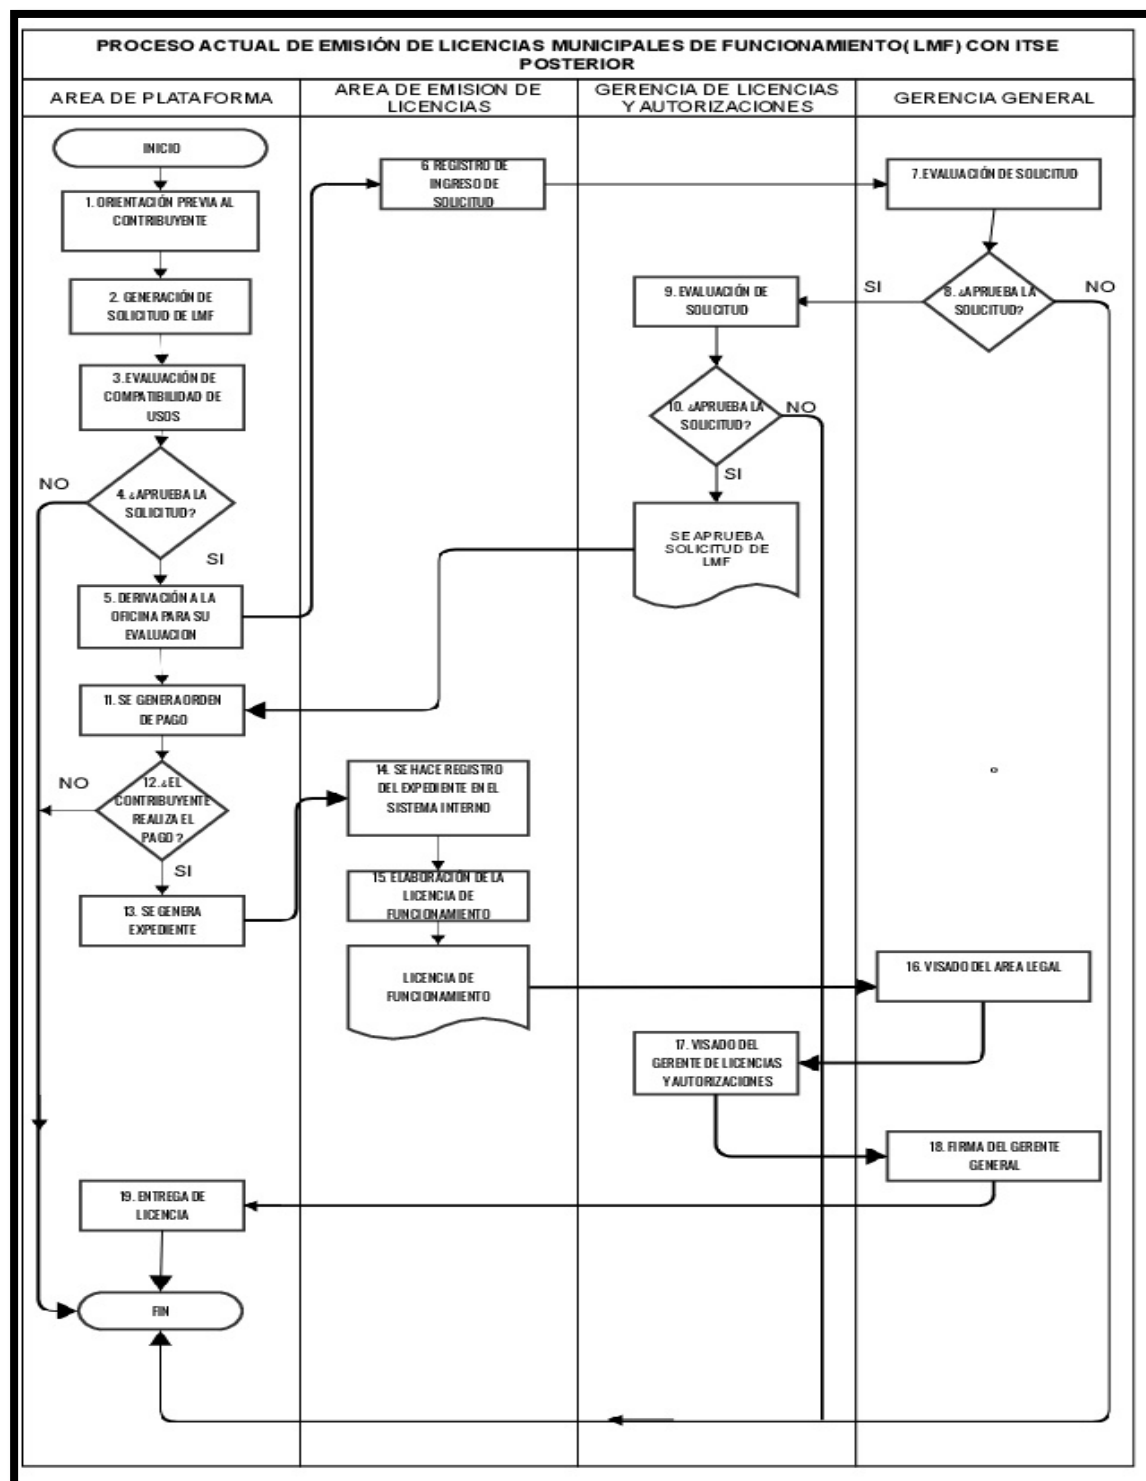 PROCESO ACTUAL DE EMISIÓN DE LICENCIAS MUNICIPALES DE FUNCIONAMIENTO( LMF) CON ITSE
POSTERIOR
AREA DE PLATAFORMA
AREA DE EMISION DE
LICENCIAS
GERENCIA DE LICENCIAS
Y AUTORIZACIONES
GERENCIA GENERAL
INICIO
1. ORIENTACIÓN PREVIA AL
CONTRIBUYENTE
2. GENERACIÓN DE
SOLICITUD DE LMF
3.EVALUACIÓN DE
COMPATIBILIDAD DE
USOS
NO
4. ¿APRUEBA LA
SOLICITUD?
SI
5. DERIVACIÓN A LA
OFICINA PARA SU
EVALUACION
6 REGISTRO DE
INGRESO DE
SOLICITUD
7.EVALUACIÓN DE SOLICITUD
SI
8. ¿APRUEBA LA
SOLICITUD?
NO
9. EVALUACIÓN DE
SOLICITUD
10. ¿APRUEBA LA
SOLICITUD?
NO
SI
SE APRUEBA
SOLICITUD DE
LMF
11. SE GENERA ORDEN
DE PAGO
NO
12.¿EL
CONTRIBUYENTE
REALIZA EL
PAGO ?
SI
13. SE GENERA
EXPEDIENTE
14. SE HACE REGISTRO
DEL EXPEDIENTE EN EL
SISTEMA INTERNO
15. ELABORACIÓN DE LA
LICENCIA DE
FUNCIONAMIENTO
LICENCIA DE
FUNCIONAMIENTO
16. VISADO DEL AREA LEGAL
17. VISADO DEL
GERENTE DE LICENCIAS
Y AUTORIZACIONES
18. FIRMA DEL GERENTE
GENERAL
19. ENTREGA DE
LICENCIA
FIN